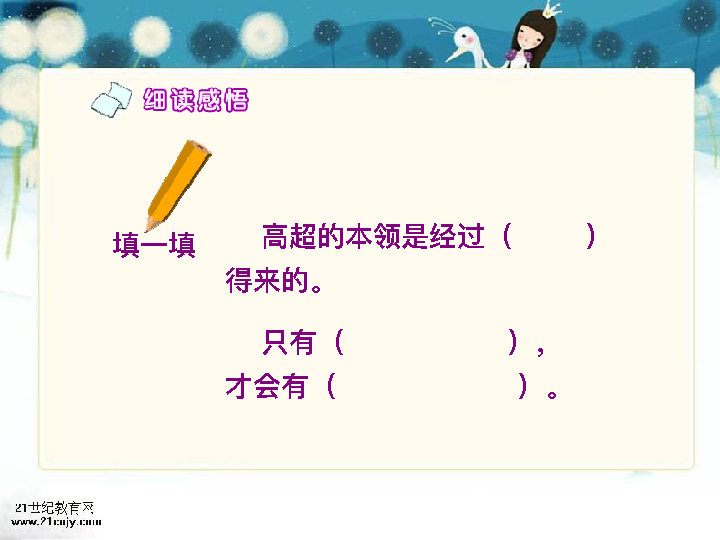 细读感悟
填一填
高超的本领是经过（　　）
得来的。
只有（　　　　　　），
才会有（　　　　　　）。
21世纪教育网
www.21cnjy.com